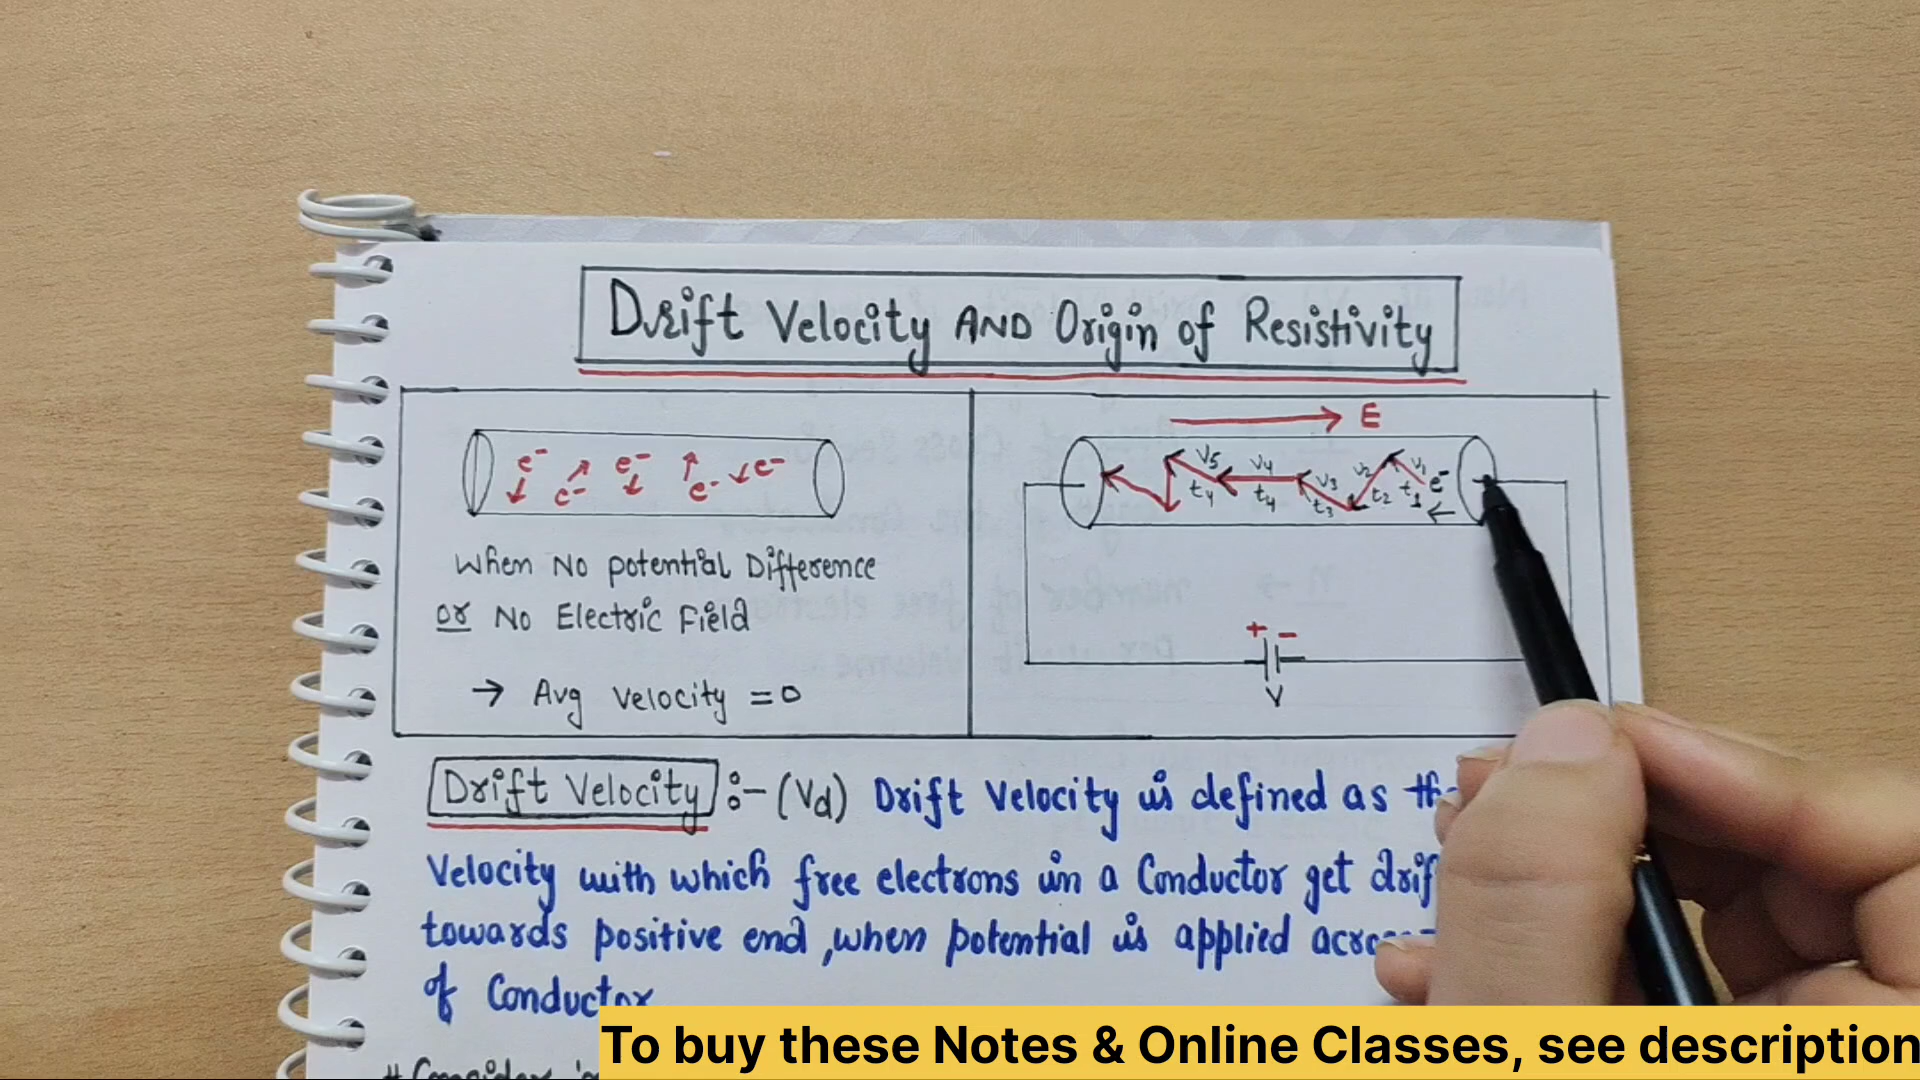 Drift Velocity AND Origin of Resistivity
e⁻ e⁻ e⁻ e⁻ e⁻
When No potential Difference
or No Electric Field
→ Avg Velocity = 0
→ E
V5 V4 V3 V2 V1 e⁻
t4 t4 t3 t2 t1
+ -
V
Drift Velocity :- (Vd) Drift Velocity is defined as
Velocity with which free electrons in a Conductor get
towards positive end, when potential is applied
of Conductor
# Consider
To buy these Notes & Online Classes, see description